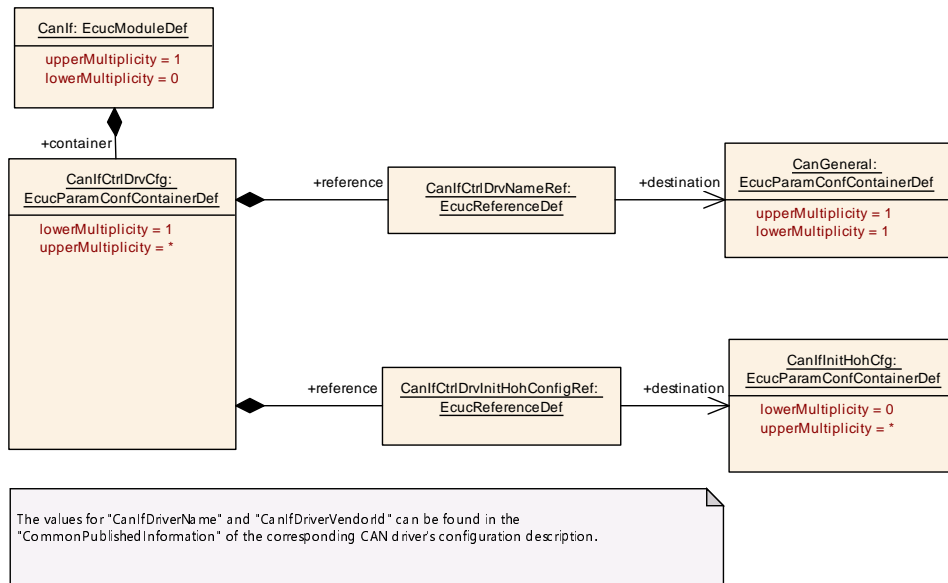 CanIf: EcucModuleDef
upperMultiplicity = 1
lowerMultiplicity = 0
+container
CanIfCtrlDrvCfg:
EcucParamConfContainerDef
lowerMultiplicity = 1
upperMultiplicity = *
+reference
CanIfCtrlDrvNameRef:
EcucReferenceDef
+destination
CanGeneral:
EcucParamConfContainerDef
upperMultiplicity = 1
lowerMultiplicity = 1
+reference
CanIfCtrlDrvInitHohConfigRef:
EcucReferenceDef
+destination
CanIfInitHohCfg:
EcucParamConfContainerDef
lowerMultiplicity = 0
upperMultiplicity = *
The values for "CanIfDriverName" and "CanIfDriverVendorId" can be found in the
"CommonPublishedInformation" of the corresponding CAN driver's configuration description.